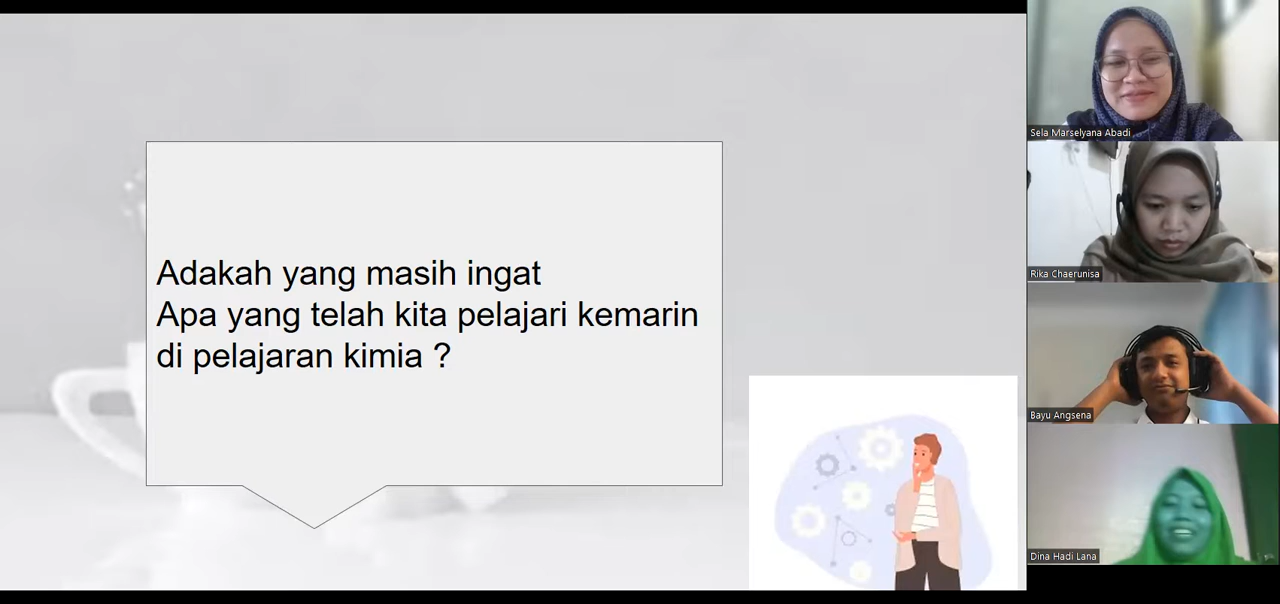 Adakah yang masih ingat
Apa yang telah kita pelajari kemarin
di pelajaran kimia ?
Sela Marselyana Abadi
Rika Chaerunisa
Bayu Angsena
Dina Hadi Lana